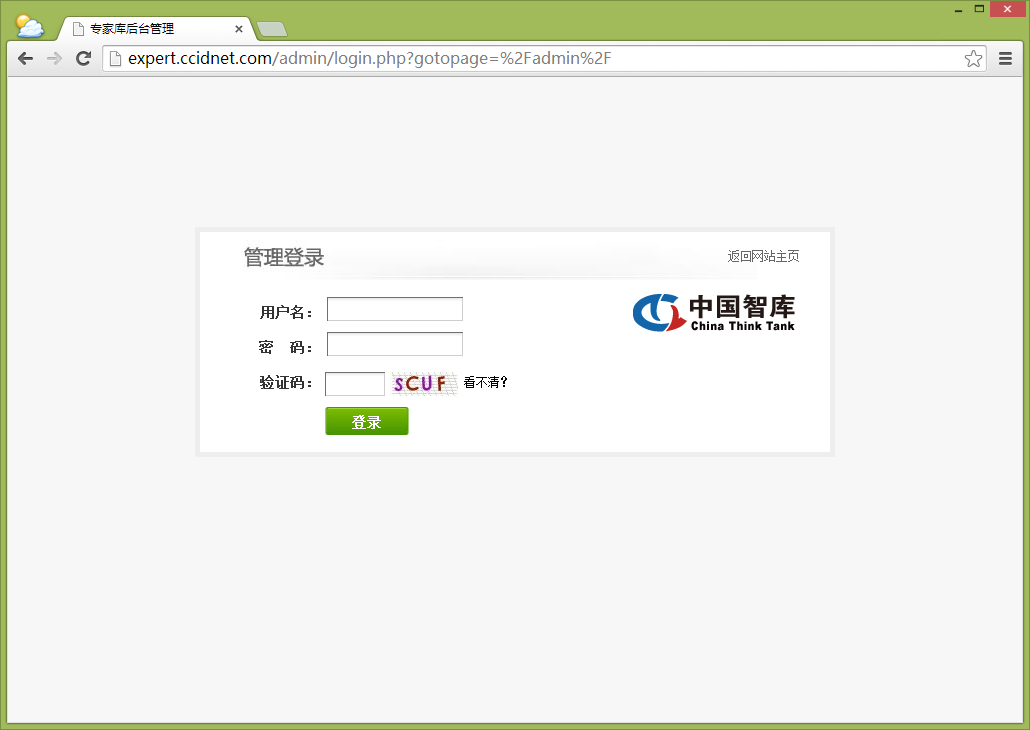 专家库后台管理
expert.ccidnet.com/admin/login.php?gotopage=%2Fadmin%2F
管理登录
返回网站主页
中国智库
China Think Tank
用户名：
密 码：
验证码： SCUF 看不清?
登录